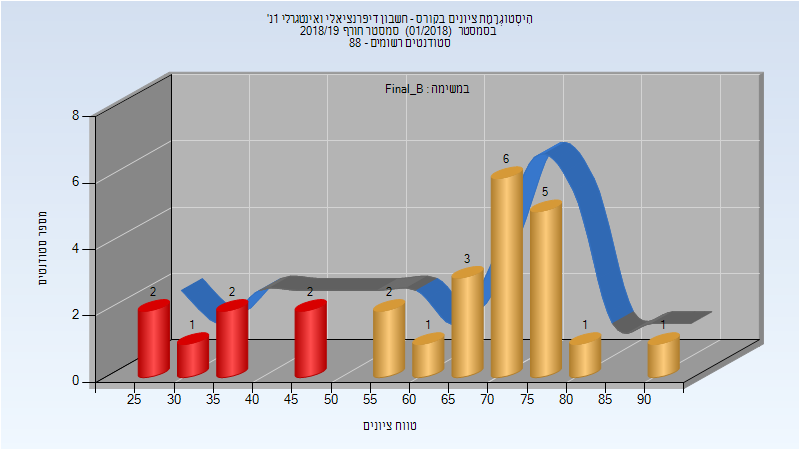 היסטוגרמת ציונים בקורס - חשבון דיפרנציאלי ואינטגרלי 1נ'
בסמסטר (01/2018) סמסטר חורף 2018/19
סטודנטים רשומים - 88
במשימה : Final_B
8
6
4
2
0
מספר סטודנטים
2
1
2
2
2
1
3
6
5
1
1
25 30 35 40 45 50 55 60 65 70 75 80 85 90
טווח ציונים